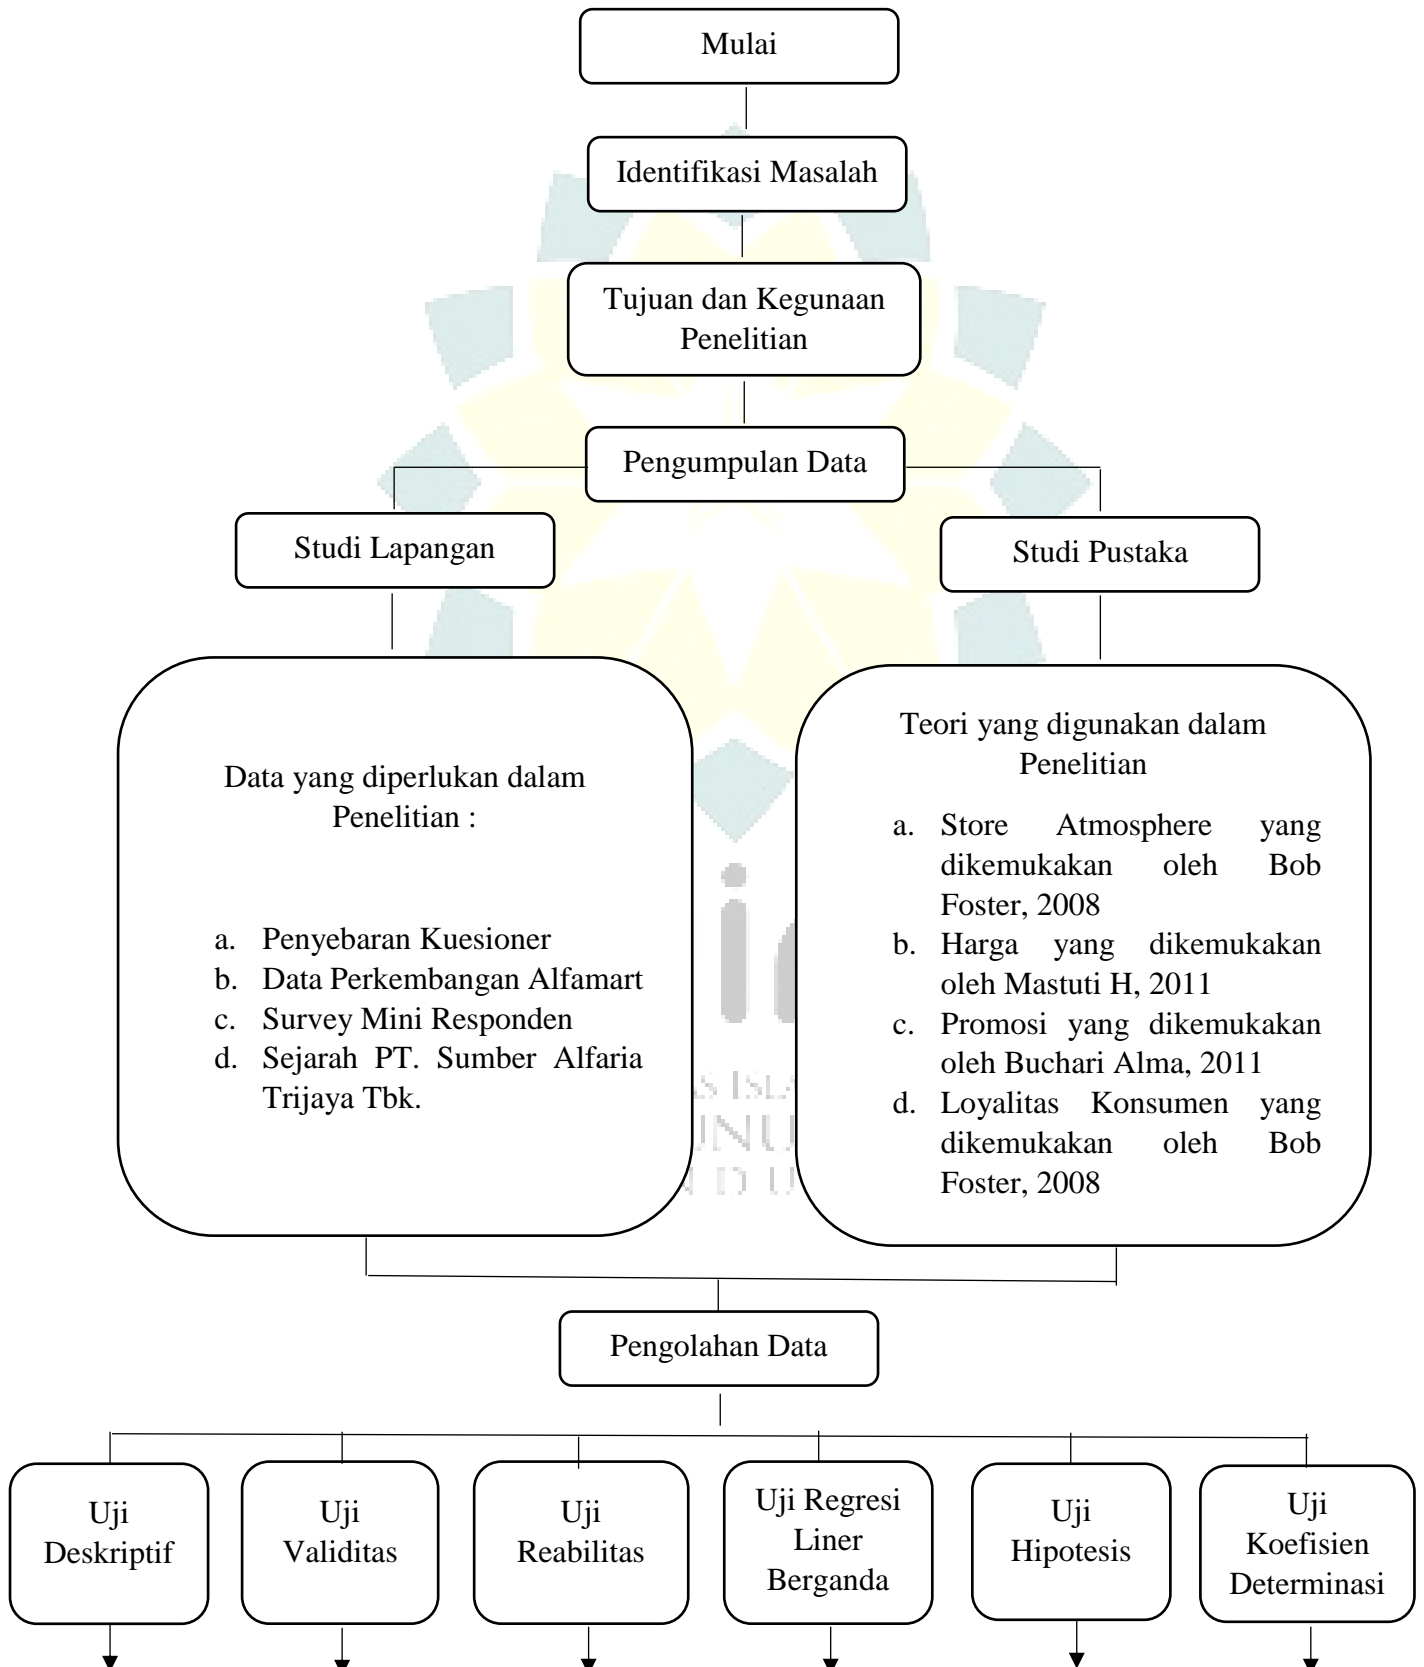 Mulai
Identifikasi Masalah
Tujuan dan Kegunaan
Penelitian
Pengumpulan Data
Studi Lapangan
Studi Pustaka
Data yang diperlukan dalam
Penelitian :
a. Penyebaran Kuesioner
b. Data Perkembangan Alfamart
c. Survey Mini Responden
d. Sejarah PT. Sumber Alfaria
Trijaya Tbk.
Teori yang digunakan dalam
Penelitian
a. Store Atmosphere yang
dikemukakan oleh Bob
Foster, 2008
b. Harga yang dikemukakan
oleh Mastuti H, 2011
c. Promosi yang dikemukakan
oleh Buchari Alma, 2011
d. Loyalitas Konsumen yang
dikemukakan oleh Bob
Foster, 2008
Pengolahan Data
Uji
Deskriptif
Uji
Validitas
Uji
Reabilitas
Uji Regresi
Liner
Berganda
Uji
Hipotesis
Uji
Koefisien
Determinasi